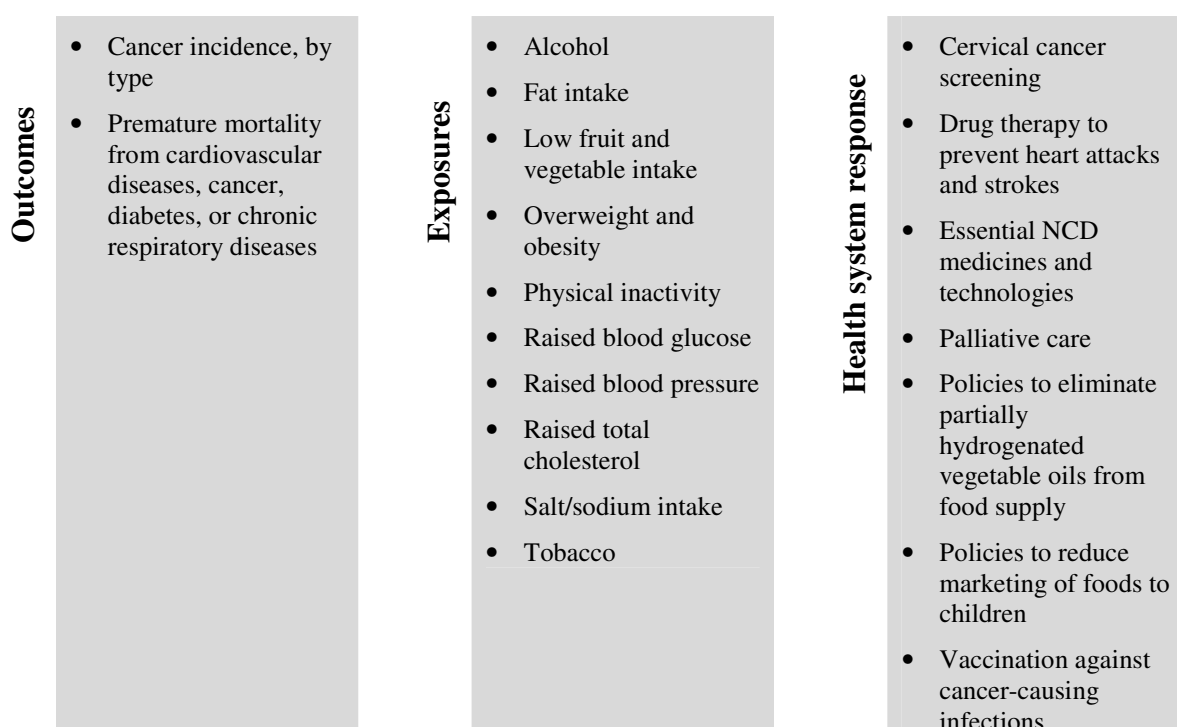 Outcomes
• Cancer incidence, by
type
• Premature mortality
from cardiovascular
diseases, cancer,
diabetes, or chronic
respiratory diseases
Exposures
• Alcohol
• Fat intake
• Low fruit and
vegetable intake
• Overweight and
obesity
• Physical inactivity
• Raised blood glucose
• Raised blood pressure
• Raised total
cholesterol
• Salt/sodium intake
• Tobacco
Health system response
• Cervical cancer
screening
• Drug therapy to
prevent heart attacks
and strokes
• Essential NCD
medicines and
technologies
• Palliative care
• Policies to eliminate
partially
hydrogenated
vegetable oils from
food supply
• Policies to reduce
marketing of foods to
children
• Vaccination against
cancer-causing
infections